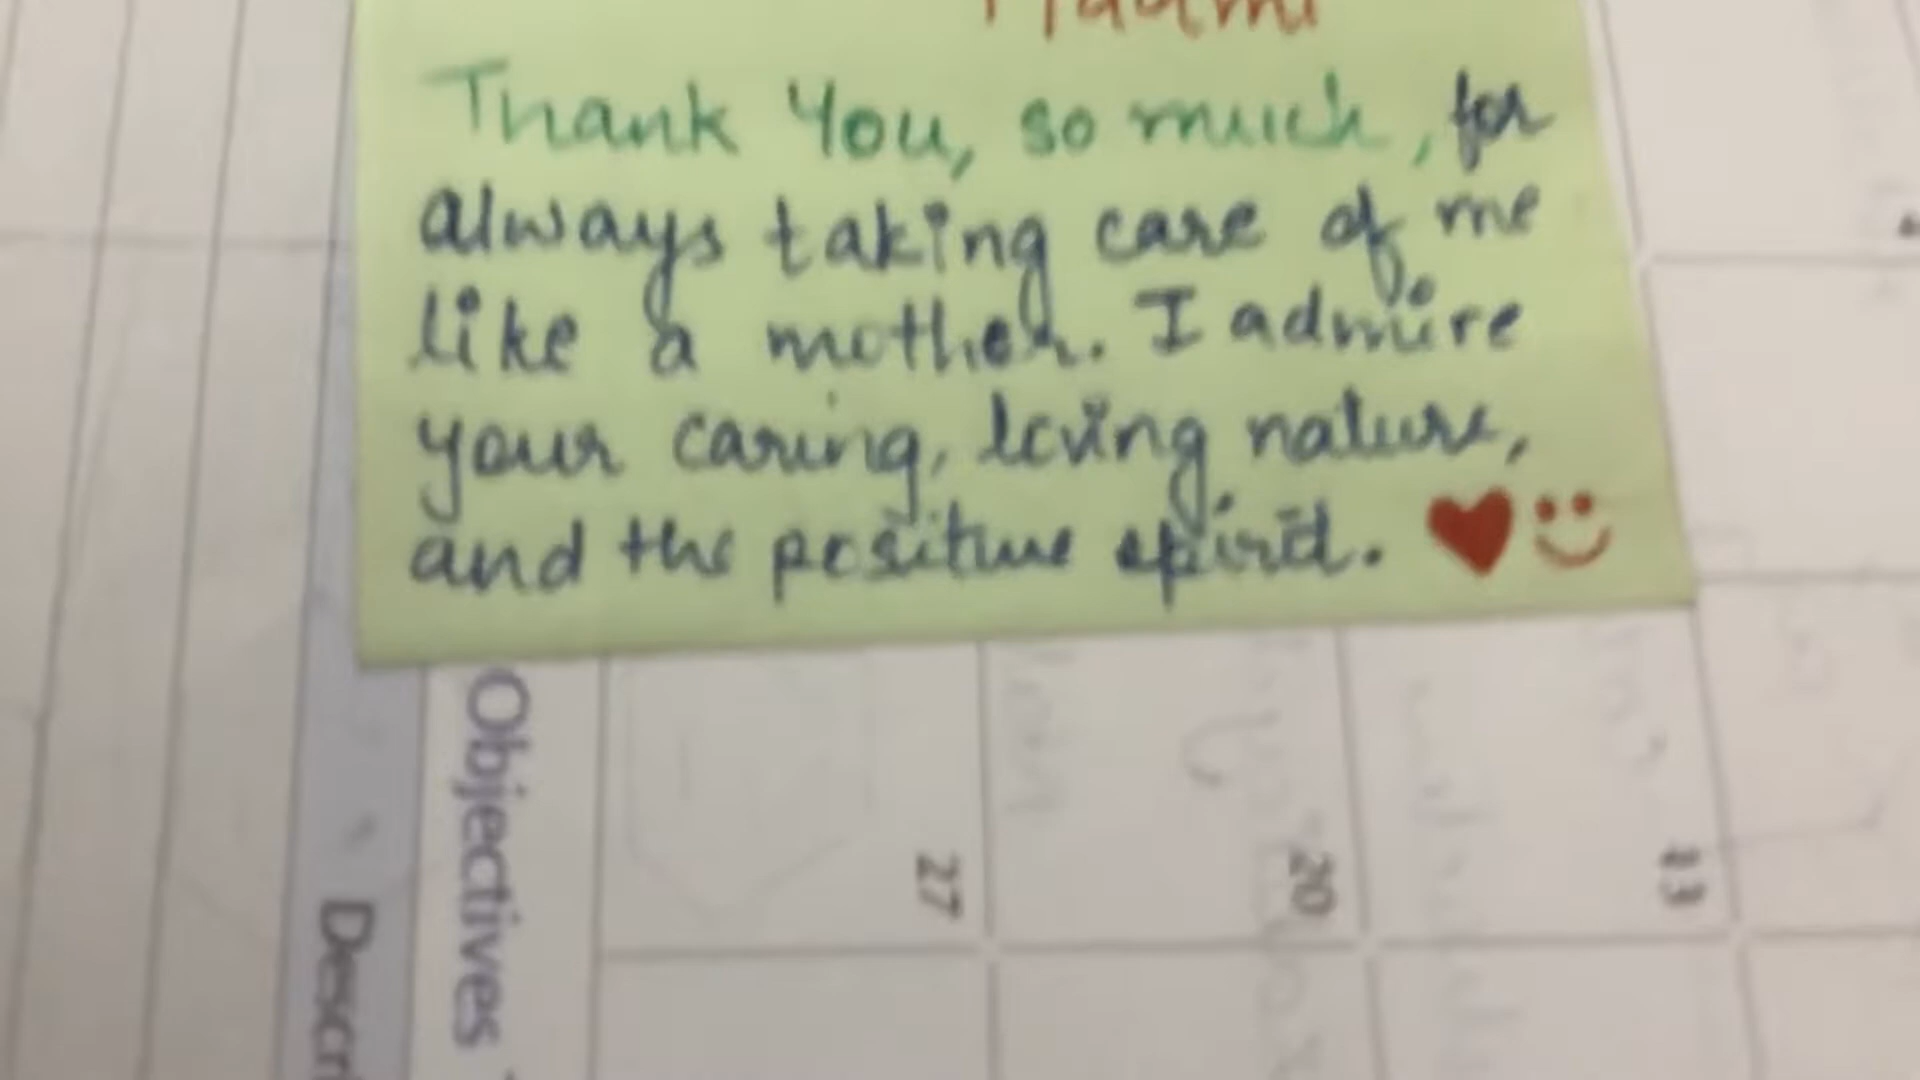 Thank You, so much, for
always taking care of me
like a mother. I admire
your caring, loving nature,
and the positive spirit.
27
20
13
Objectives
Descri